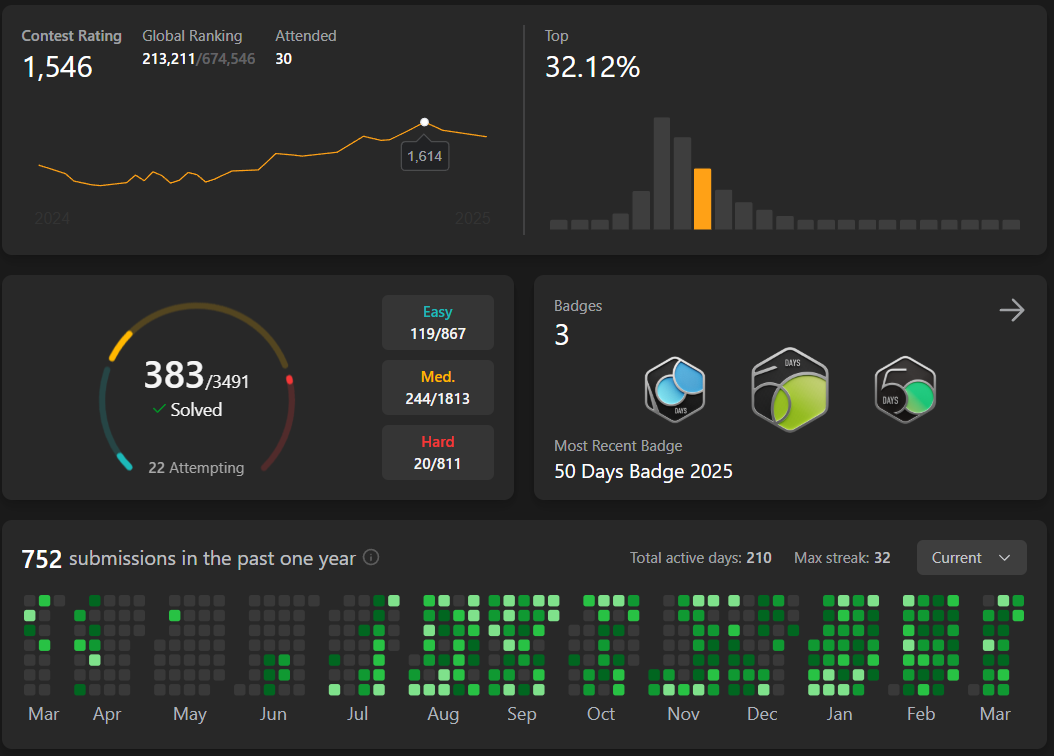 Contest Rating
1,546
Global Ranking
213,211/674,546
Attended
30
1,614
2024
2025
Top
32.12%
383/3491
Solved
22 Attempting
Easy
119/867
Med.
244/1813
Hard
20/811
Badges
3
DAYS
DAYS
DAYS
Most Recent Badge
50 Days Badge 2025
752 submissions in the past one year
Total active days: 210
Max streak: 32
Current
Mar Apr May Jun Jul Aug Sep Oct Nov Dec Jan Feb Mar